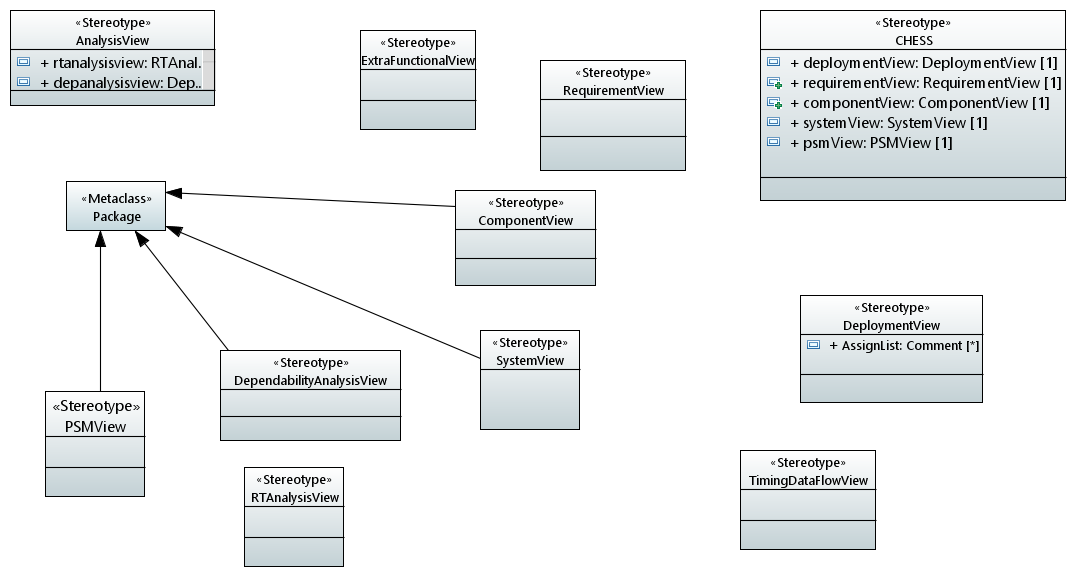 «Stereotype»
AnalysisView
+ rtanalysisview: RTAnal..
+ depanalysisview: Dep..
«Stereotype»
ExtraFunctionalView
«Stereotype»
RequirementView
«Stereotype»
CHESS
+ deploymentView: DeploymentView [1]
+ requirementView: RequirementView [1]
+ componentView: ComponentView [1]
+ systemView: SystemView [1]
+ psmView: PSMView [1]
«Metaclass»
Package
«Stereotype»
ComponentView
«Stereotype»
DeploymentView
+ AssignList: Comment [*]
«Stereotype»
SystemView
«Stereotype»
DependabilityAnalysisView
«Stereotype»
PSMView
«Stereotype»
RTAnalysisView
«Stereotype»
TimingDataFlowView